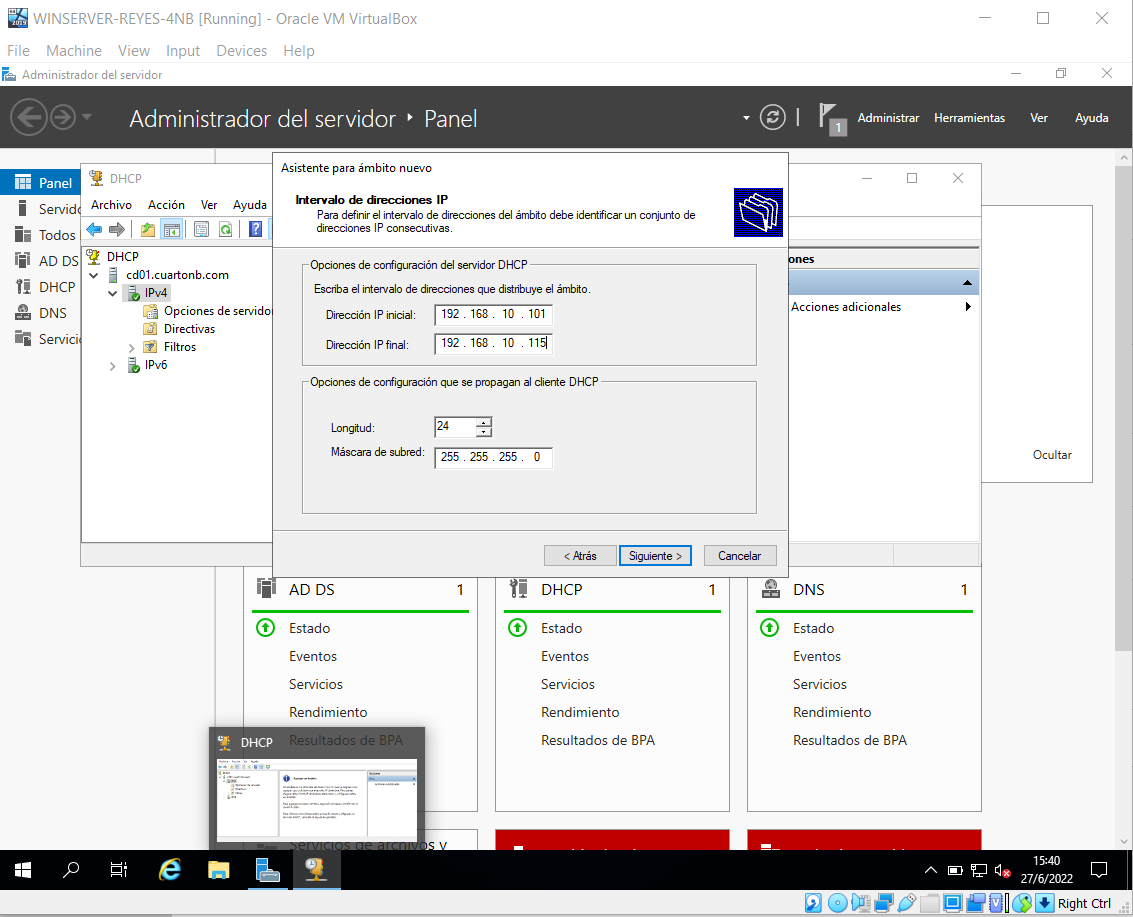 WINSERVER-REYES-4NB [Running] - Oracle VM VirtualBox
File Machine View Input Devices Help
Administrador del servidor
Administrador del servidor ‣ Panel
1
Administrar Herramientas Ver Ayuda
Panel
Servido
Todos
AD DS
DHCP
DNS
Servicio
DHCP
Archivo Acción Ver Ayuda
DHCP
cd01.cuartonb.com
IPv4
Opciones de servido
Directivas
Filtros
IPv6
Asistente para ámbito nuevo
Intervalo de direcciones IP
Para definir el intervalo de direcciones del ámbito debe identificar un conjunto de
direcciones IP consecutivas.
Opciones de configuración del servidor DHCP
Escriba el intervalo de direcciones que distribuye el ámbito.
Dirección IP inicial: 192 . 168 . 10 . 101
Dirección IP final: 192 . 168 . 10 . 115
Opciones de configuración que se propagan al cliente DHCP
Longitud: 24
Máscara de subred: 255 . 255 . 255 . 0
< Atrás Siguiente > Cancelar
ones
Acciones adicionales
Ocultar
AD DS 1
Estado
Eventos
Servicios
Rendimiento
Resultados de BPA
DHCP 1
Estado
Eventos
Servicios
Rendimiento
Resultados de BPA
DNS 1
Estado
Eventos
Servicios
Rendimiento
Resultados de BPA
DHCP
Servicios de archivos y
15:40
27/6/2022
Right Ctrl